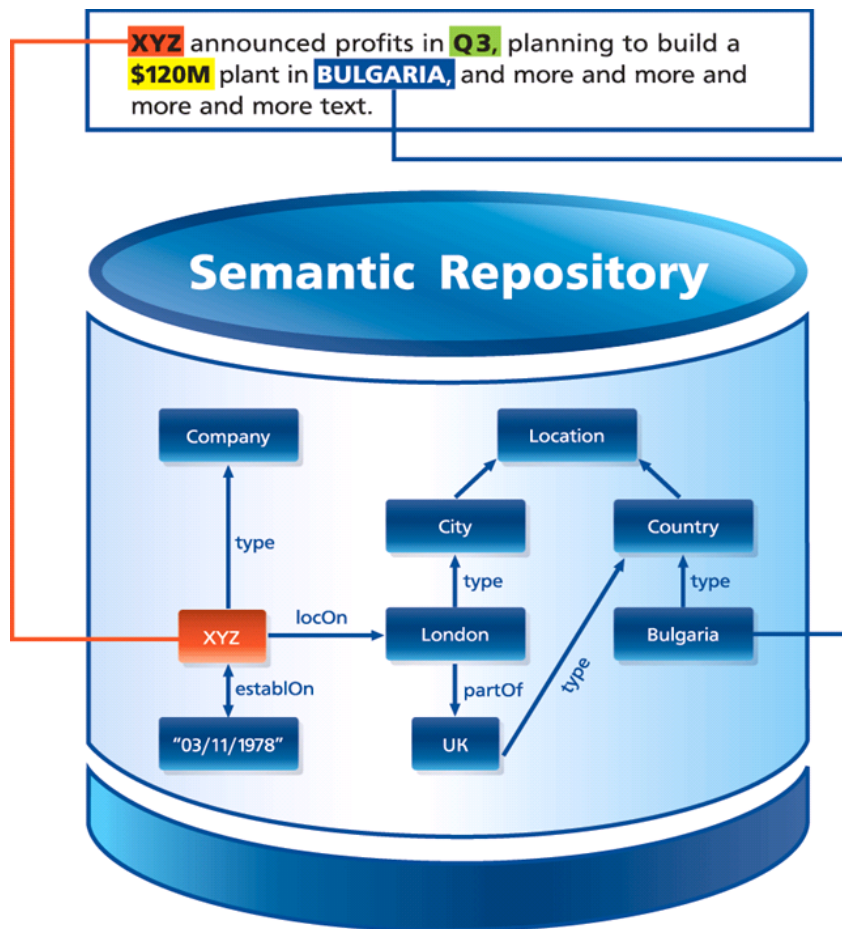 XYZ announced profits in Q3, planning to build a
$120M plant in BULGARIA, and more and more and
more and more text.
Semantic Repository
Company
Location
City
Country
type
type
type
XYZ
locOn
London
Bulgaria
establOn
partOf
type
"03/11/1978"
UK